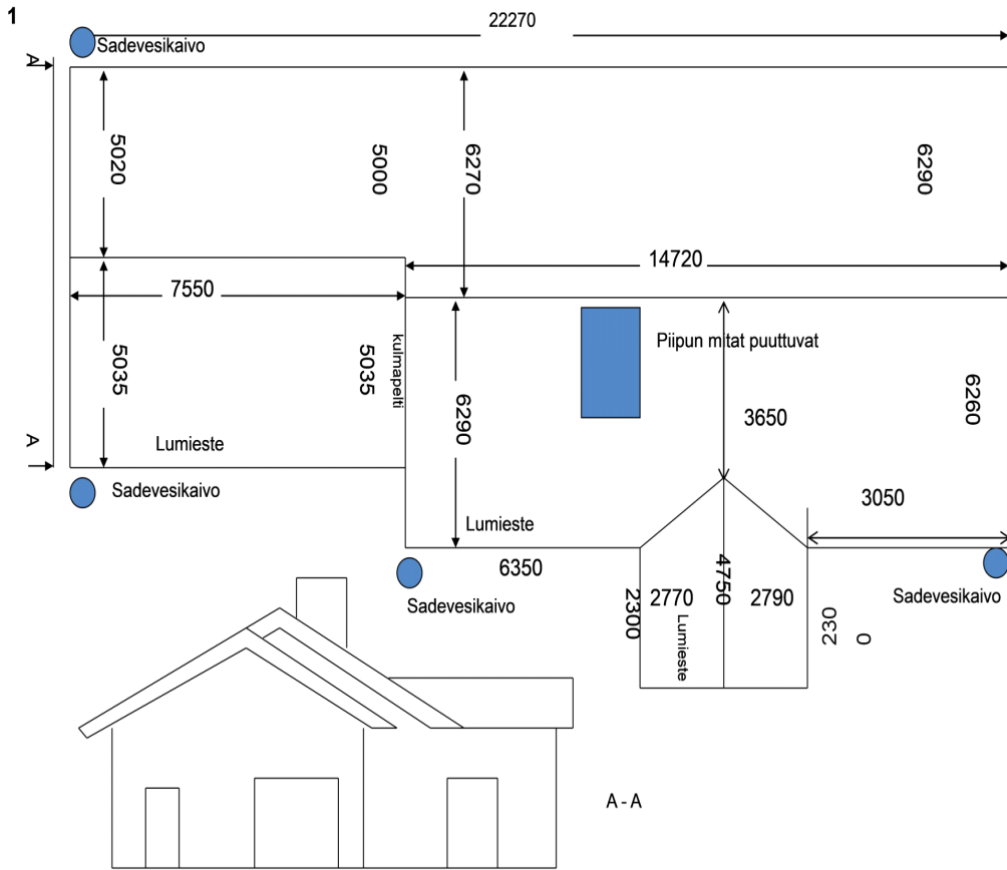 1
22270
Sadevesikaivo
A
5020
5000
6270
6290
14720
7550
Piipun mitat puuttuvat
5035
5035
kulmapelti
6290
3650
6260
A
Lumieste
Sadevesikaivo
3050
Lumieste
6350
Sadevesikaivo
2300
2770
4750
2790
Sadevesikaivo
Lumieste
230
0
A - A